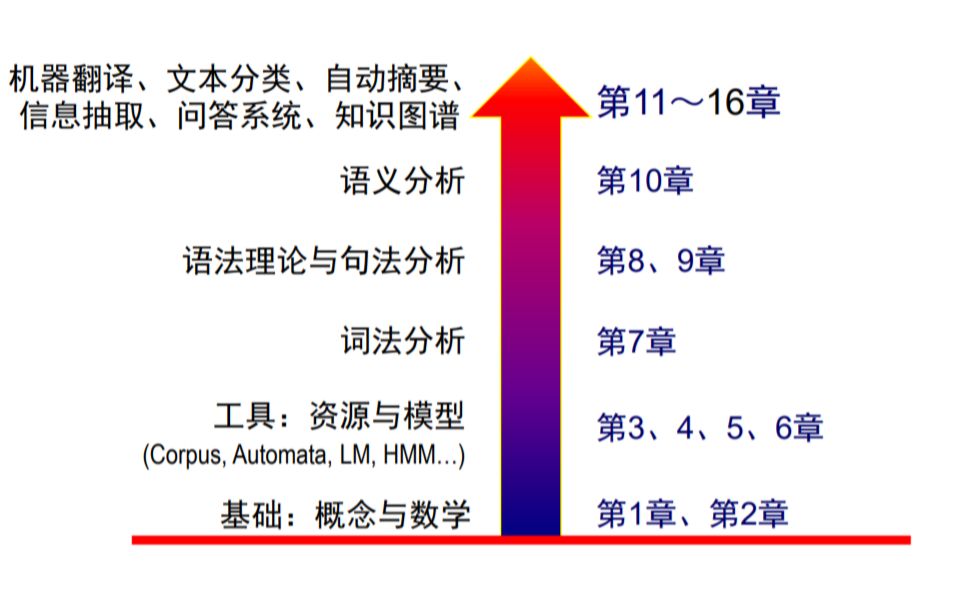 机器翻译、文本分类、自动摘要、
信息抽取、问答系统、知识图谱
第11～16章
语义分析
第10章
语法理论与句法分析
第8、9章
词法分析
第7章
工具：资源与模型
(Corpus, Automata, LM, HMM…)
第3、4、5、6章
基础：概念与数学
第1章、第2章